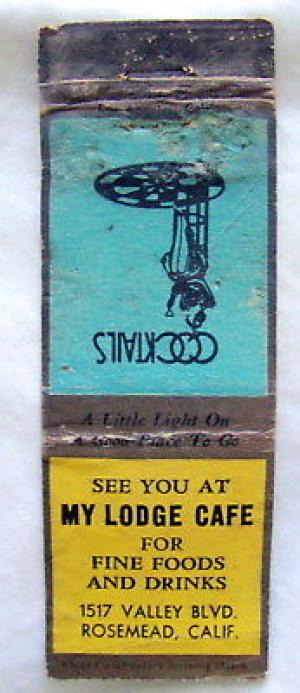 COCKTAILS
A Little Light On
A Good Place To Go
SEE YOU AT
MY LODGE CAFE
FOR
FINE FOODS
AND DRINKS
1517 VALLEY BLVD.
ROSEMEAD, CALIF.